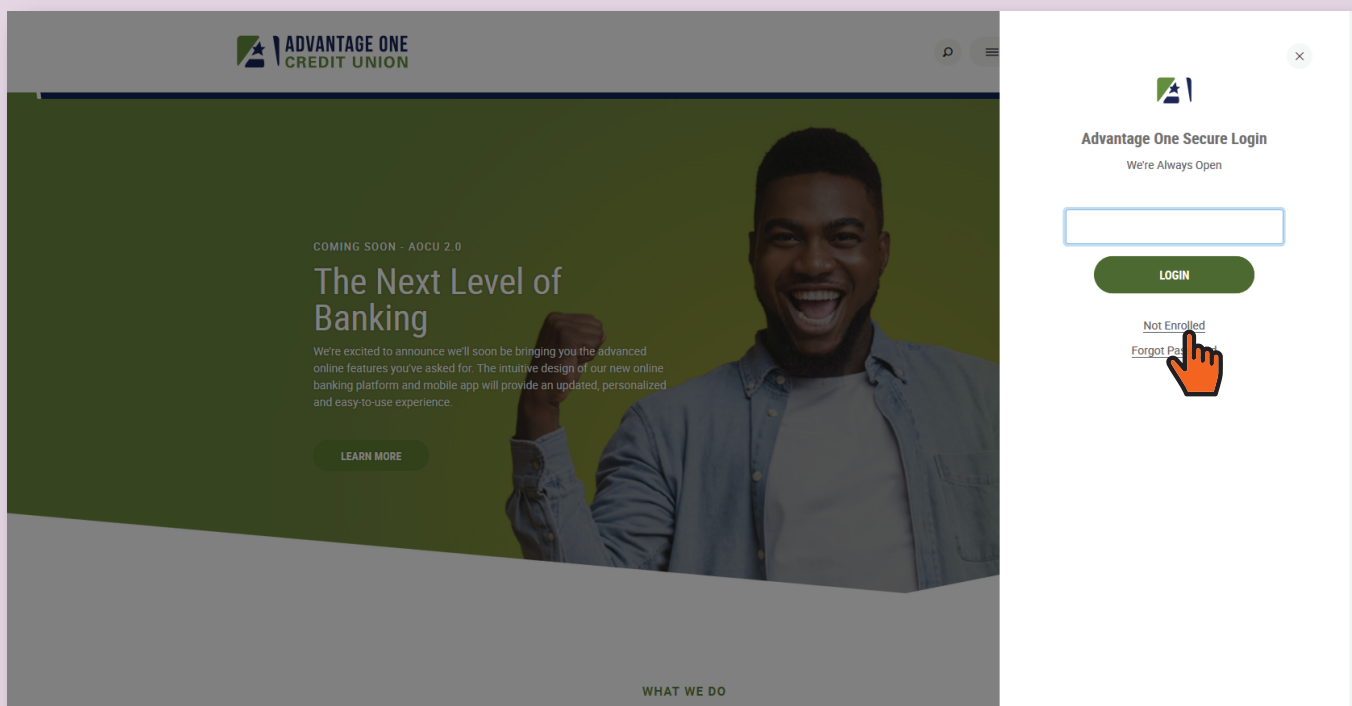 ADVANTAGE ONE
CREDIT UNION
COMING SOON - AOCU 2.0
The Next Level of
Banking
We're excited to announce we'll soon be bringing you the advanced
online features you've asked for. The intuitive design of our new online
banking platform and mobile app will provide an updated, personalized
and easy-to-use experience.
LEARN MORE
WHAT WE DO
Advantage One Secure Login
We're Always Open
LOGIN
Not Enrolled
Forgot